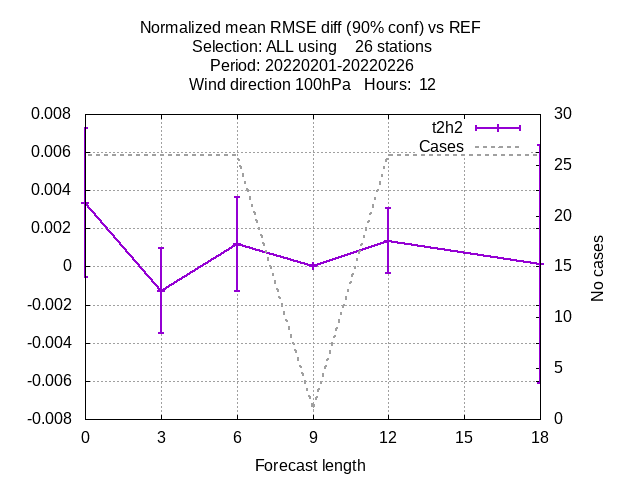 Normalized mean RMSE diff (90% conf) vs REF
Selection: ALL using    26 stations
Period: 20220201-20220226
Wind direction 100hPa   Hours:  12
t2h2
Cases
0.008
0.006
0.004
0.002
0
-0.002
-0.004
-0.006
-0.008
30
25
20
15
10
5
0
No cases
0 3 6 9 12 15 18
Forecast length